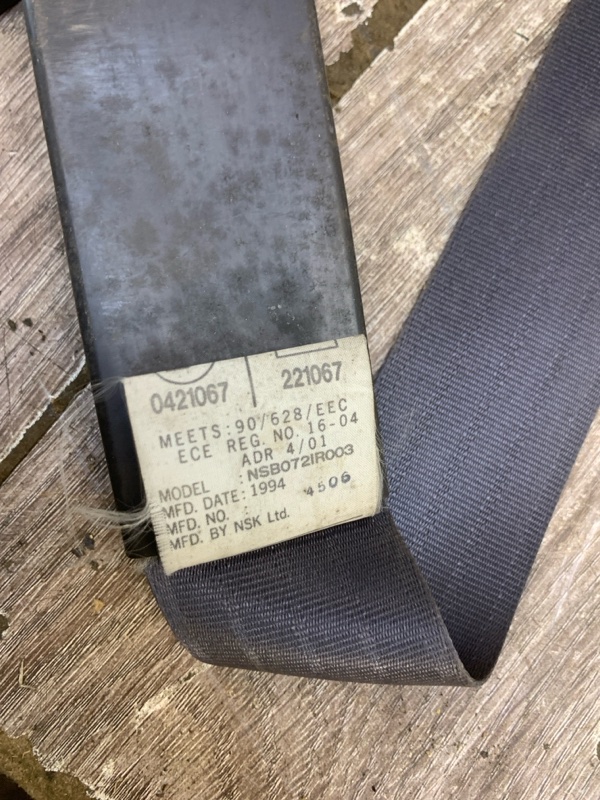 0421067 221067
MEETS:90/628/EEC
ECE REG. NO. 16-04
ADR 4/01
MODEL :NSB072IR003
MFD. DATE:1994
MFD. NO. : 4506
MFD. BY NSK Ltd.